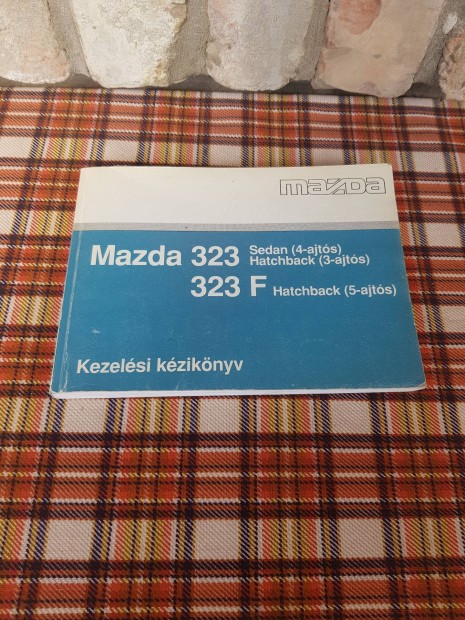 mazda
Mazda 323 Sedan (4-ajtós)
Hatchback (3-ajtós)
323 F Hatchback (5-ajtós)
Kezelési kézikönyv